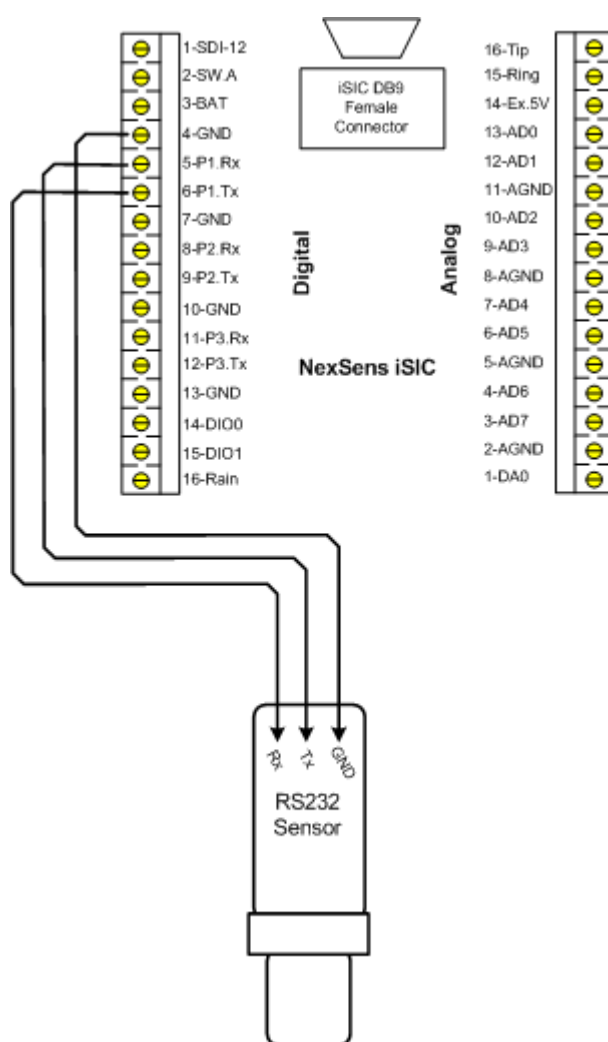 1-SDI-12
2-SW.A
3-BAT
4-GND
5-P1.Rx
6-P1.Tx
7-GND
8-P2.Rx
9-P2.Tx
10-GND
11-P3.Rx
12-P3.Tx
13-GND
14-DIO0
15-DIO1
16-Rain
iSIC DB9
Female
Connector
Digital
Analog
NexSens iSIC
16-Tip
15-Ring
14-Ex.5V
13-AD0
12-AD1
11-AGND
10-AD2
9-AD3
8-AGND
7-AD4
6-AD5
5-AGND
4-AD6
3-AD7
2-AGND
1-DA0
Rx
Tx
GND
RS232
Sensor